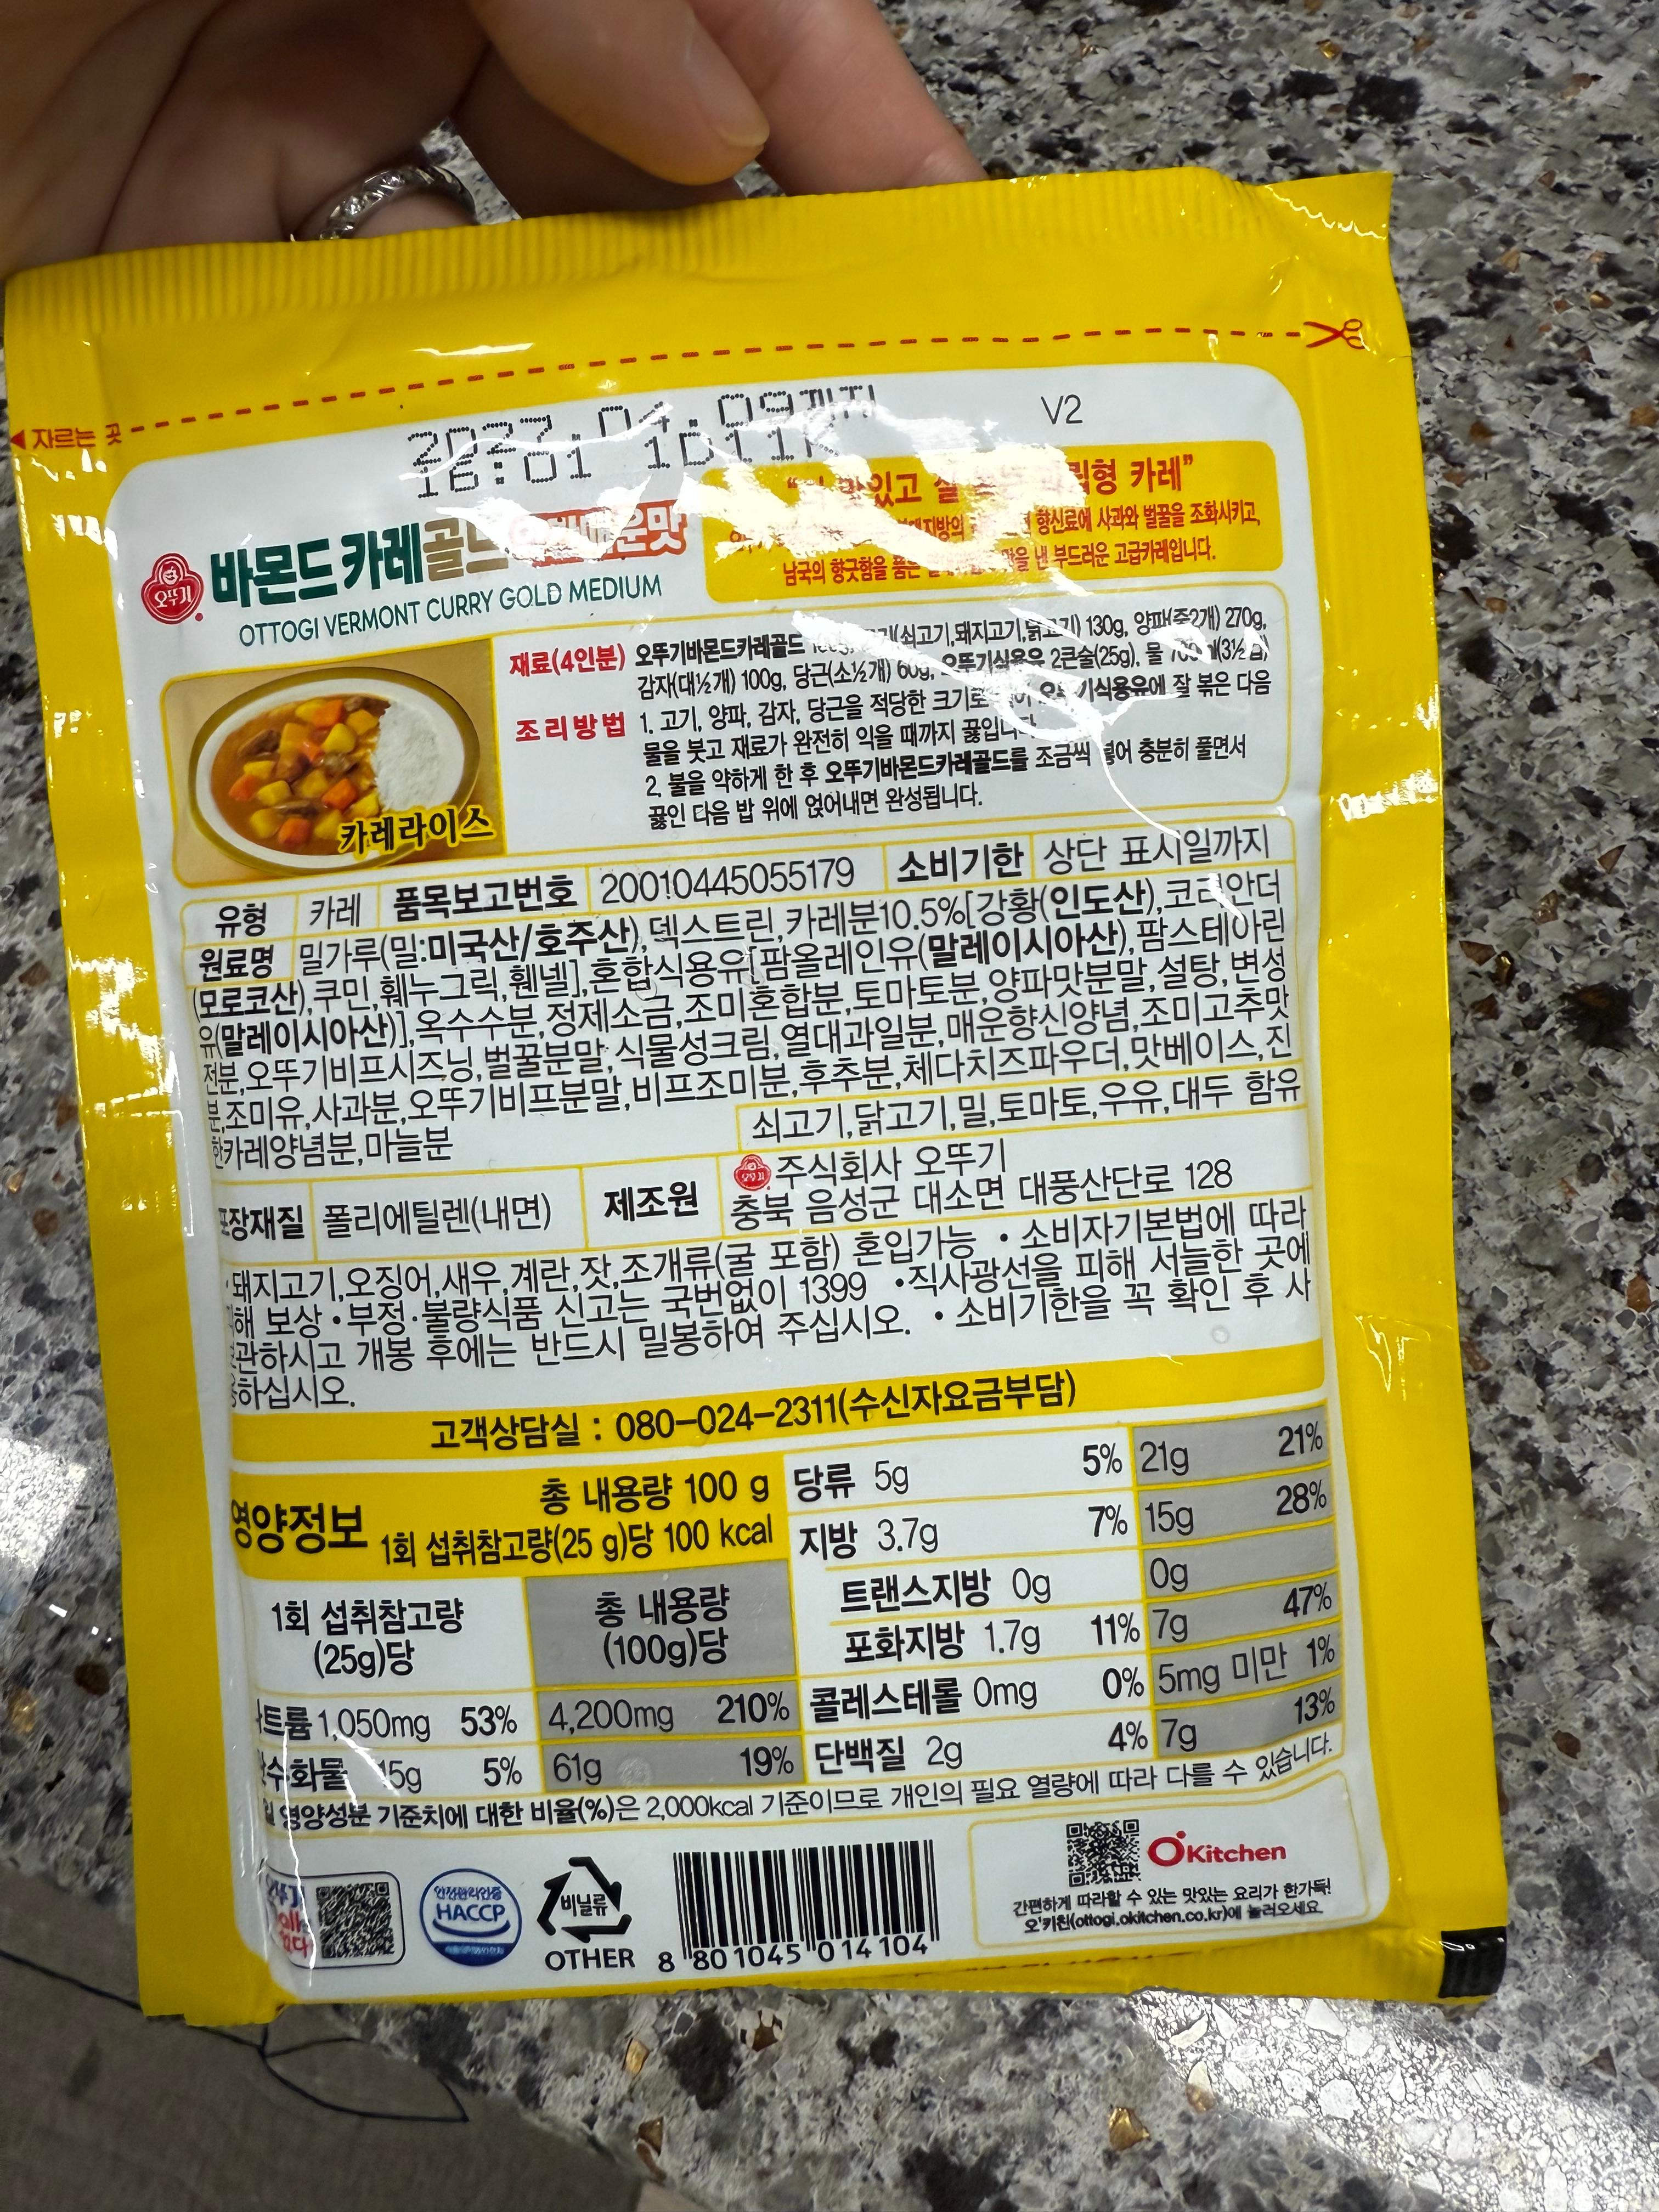 자르는 곳
V2
오뚜기
바몬드 카레골드
OTTOGI VERMONT CURRY GOLD MEDIUM
맛있고 카레”
향신료에 사과와 벌꿀을 조화시키고,
남국의 향긋함을 품은 낸 부드러운 고급카레입니다.
재료(4인분) 오뚜기바몬드카레골드 (쇠고기,돼지고기,닭고기) 130g, 양파(중2개) 270g,
감자(대½개) 100g, 당근(소½개) 60g, 오뚜기식용유 2큰술(25g), 물
조리방법 1. 고기, 양파, 감자, 당근을 적당한 크기로 오뚜기식용유에 잘 볶은 다음
물을 붓고 재료가 완전히 익을 때까지 끓입니다.
2. 불을 약하게 한 후 오뚜기바몬드카레골드를 조금씩 넣어 충분히 풀면서
끓인 다음 밥 위에 얹어내면 완성됩니다.
카레라이스
유형 카레 품목보고번호 20010445055179 소비기한 상단 표시일까지
원료명 밀가루(밀:미국산/호주산),덱스트린,카레분10.5%[강황(인도산),코리안더
(모로코산),쿠민,훼누그릭,휀넬],혼합식용유[팜올레인유(말레이시아산),팜스테아린
유(말레이시아산)],옥수수분,정제소금,조미혼합분,토마토분,양파맛분말,설탕,변성
전분,오뚜기비프시즈닝,벌꿀분말,식물성크림,열대과일분,매운향신양념,조미고추맛
분,조미유,사과분,오뚜기비프분말,비프조미분,후추분,체다치즈파우더,맛베이스,진
한카레양념분,마늘분
쇠고기,닭고기,밀,토마토,우유,대두 함유
포장재질 폴리에틸렌(내면) 제조원 오뚜기 주식회사 오뚜기
충북 음성군 대소면 대풍산단로 128
•돼지고기,오징어,새우,계란,잣,조개류(굴 포함) 혼입가능 • 소비자기본법에 따라
해 보상 • 부정·불량식품 신고는 국번없이 1399 •직사광선을 피해 서늘한 곳에
관하시고 개봉 후에는 반드시 밀봉하여 주십시오. • 소비기한을 꼭 확인 후 사
용하십시오.
고객상담실 : 080-024-2311(수신자요금부담)
영양정보 총 내용량 100 g
1회 섭취참고량(25 g)당 100 kcal
1회 섭취참고량
(25g)당
총 내용량
(100g)당
나트륨 1,050mg 53% 4,200mg 210%
탄수화물 15g 5% 61g 19%
당류 5g 5% 21g 21%
지방 3.7g 7% 15g 28%
트랜스지방 0g 0g
포화지방 1.7g 11% 7g 47%
콜레스테롤 0mg 0% 5mg 미만 1%
단백질 2g 4% 7g 13%
영양성분 기준치에 대한 비율(%)은 2,000kcal 기준이므로 개인의 필요 열량에 따라 다를 수 있습니다.
안전관리인증
HACCP
비닐류
OTHER
8 801045 014104
O'Kitchen
간편하게 따라할 수 있는 맛있는 요리가 한가득!
오'키친(ottogi.okitchen.co.kr)에 놀러오세요.